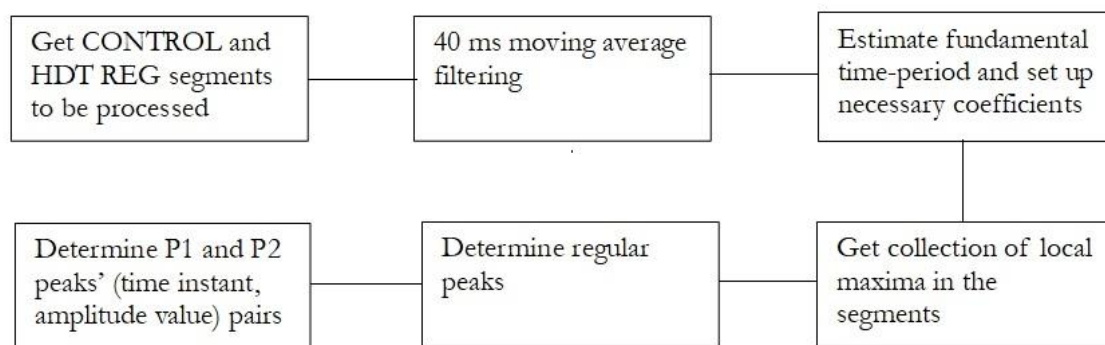 Get CONTROL and
HDT REG segments
to be processed
40 ms moving average
filtering
Estimate fundamental
time-period and set up
necessary coefficients
Get collection of local
maxima in the
segments
Determine regular
peaks
Determine P1 and P2
peaks’ (time instant,
amplitude value) pairs